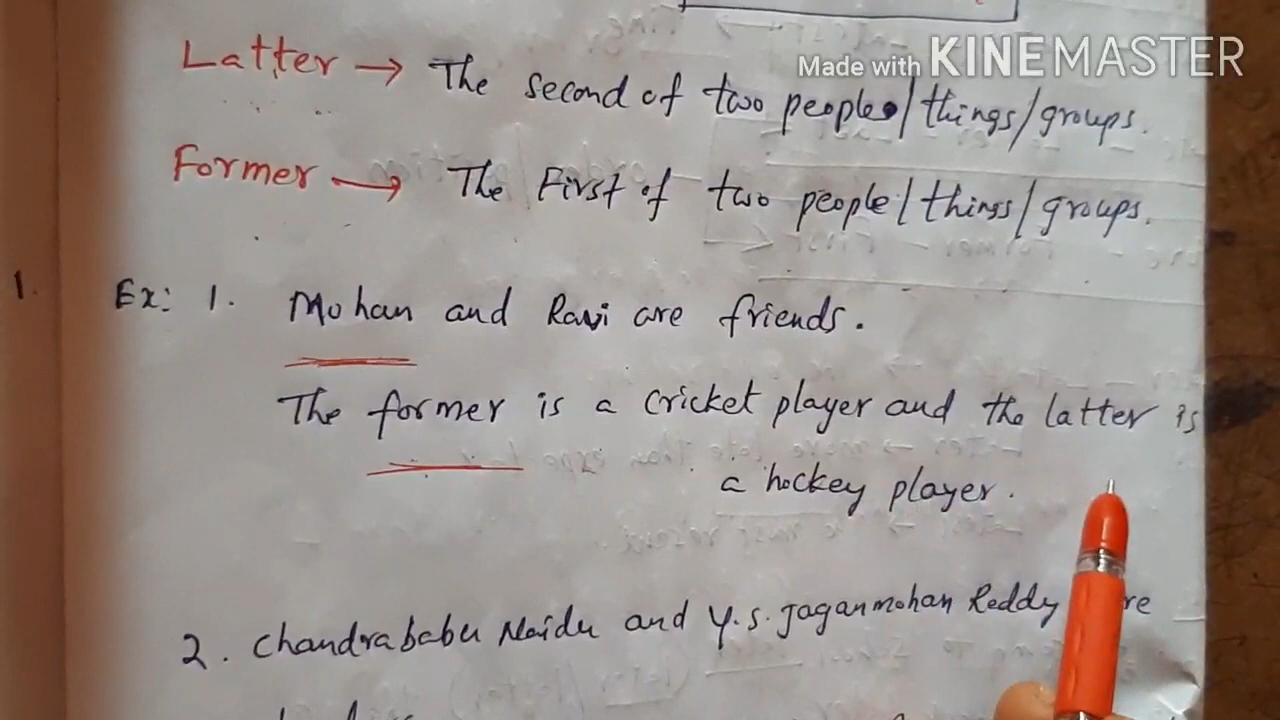 Made with KINEMASTER
Latter → The second of two people/things/groups.
Former → The First of two people/things/groups.
1.
Ex: 1. Mohan and Ravi are friends.
The former is a cricket player and the latter is
a hockey player.
2. Chandrababu Naidu and Y.S. Jaganmohan Reddy